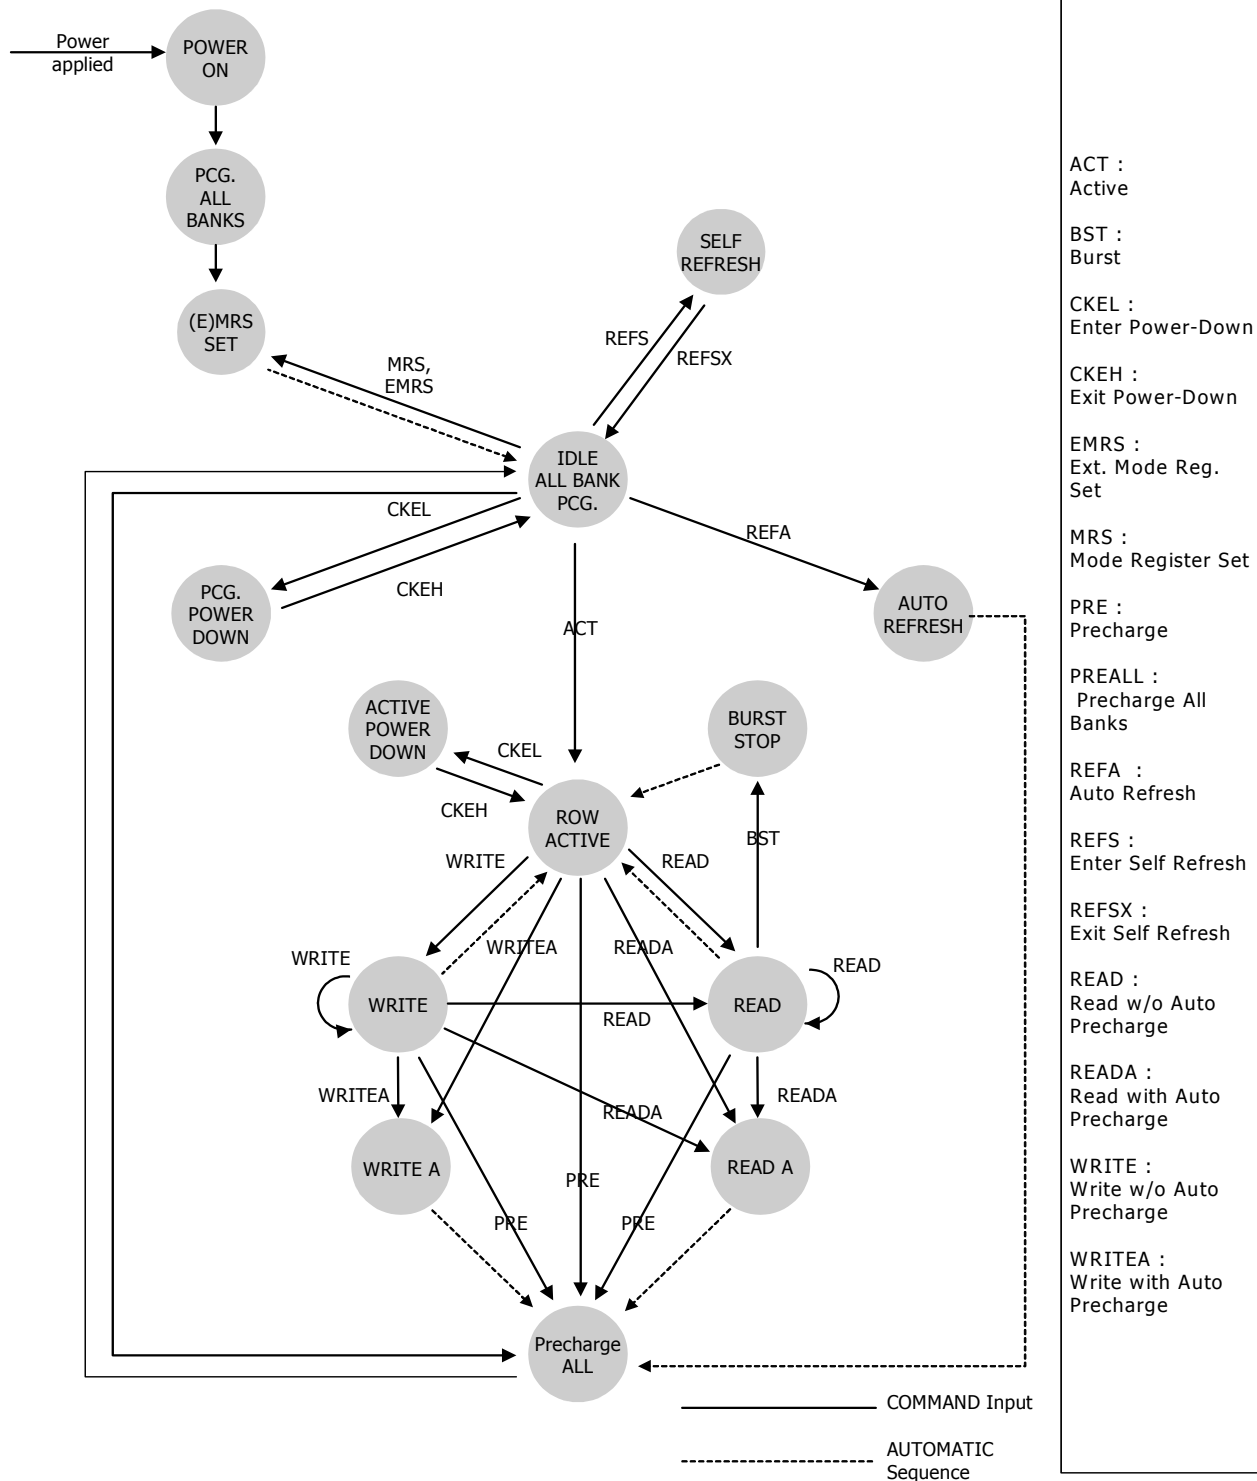 Power
applied
POWER
ON
PCG.
ALL
BANKS
(E)MRS
SET
SELF
REFRESH
REFS
REFSX
MRS,
EMRS
IDLE
ALL BANK
PCG.
CKEL
CKEH
REFA
PCG.
POWER
DOWN
AUTO
REFRESH
ACT
ACTIVE
POWER
DOWN
BURST
STOP
CKEL
CKEH
ROW
ACTIVE
BST
WRITE
READ
WRITEA
READA
WRITE
READ
WRITE
READ
READ
WRITEA
READA
READA
WRITE A
READ A
PRE
PRE
PRE
Precharge
ALL
COMMAND Input
AUTOMATIC
Sequence
ACT :
Active
BST :
Burst
CKEL :
Enter Power-Down
CKEH :
Exit Power-Down
EMRS :
Ext. Mode Reg.
Set
MRS :
Mode Register Set
PRE :
Precharge
PREALL :
Precharge All
Banks
REFA :
Auto Refresh
REFS :
Enter Self Refresh
REFSX :
Exit Self Refresh
READ :
Read w/o Auto
Precharge
READA :
Read with Auto
Precharge
WRITE :
Write w/o Auto
Precharge
WRITEA :
Write with Auto
Precharge